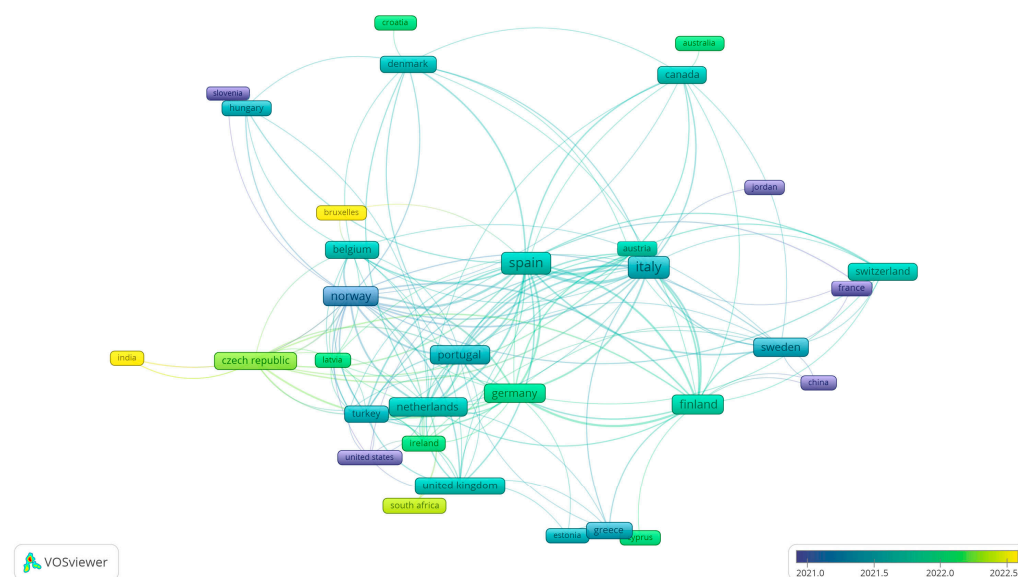 croatia
australia
denmark
canada
slovenia
hungary
jordan
bruxelles
belgium
spain
austria
italy
switzerland
norway
france
india
czech republic
latvia
portugal
sweden
china
germany
turkey
netherlands
finland
ireland
united states
united kingdom
south africa
estonia
greece
cyprus
VOSviewer
2021.0
2021.5
2022.0
2022.5